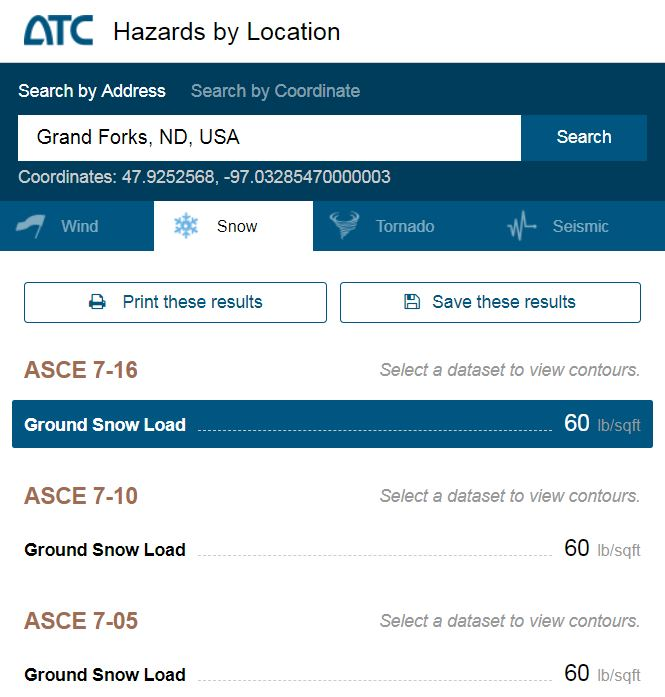 ATC Hazards by Location
Search by Address Search by Coordinate
Grand Forks, ND, USA Search
Coordinates: 47.9252568, -97.03285470000003
Wind Snow Tornado Seismic
Print these results Save these results
ASCE 7-16 Select a dataset to view contours.
Ground Snow Load 60 lb/sqft
ASCE 7-10 Select a dataset to view contours.
Ground Snow Load 60 lb/sqft
ASCE 7-05 Select a dataset to view contours.
Ground Snow Load 60 lb/sqft